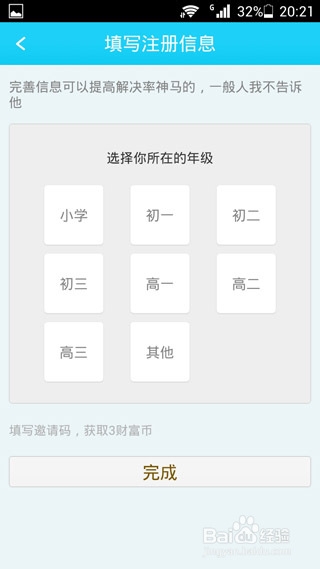 G 32% 20:21
填写注册信息
完善信息可以提高解决率神马的，一般人我不告诉
他
选择你所在的年级
小学 初一 初二
初三 高一 高二
高三 其他
填写邀请码，获取3财富币
完成
Baidu 经验
jingyan.baidu.com